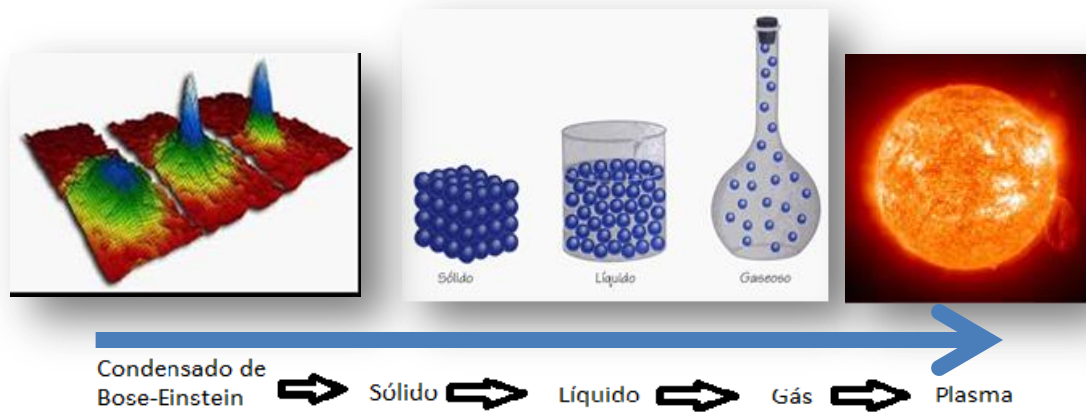 Sólido
Líquido
Gaseoso
Condensado de
Bose-Einstein
Sólido
Líquido
Gás
Plasma